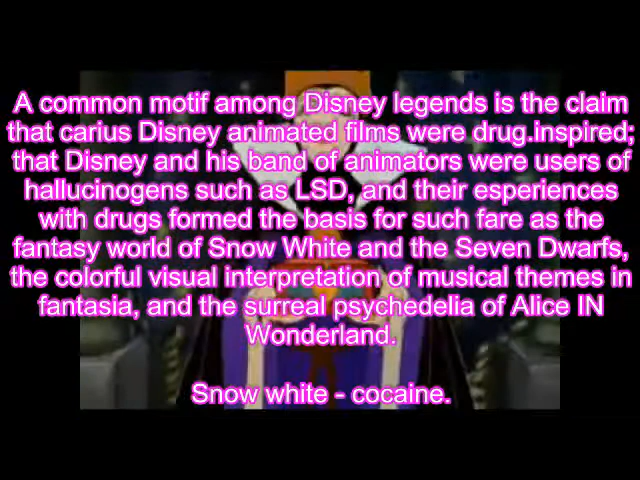 A common motif among Disney legends is the claim
that carius Disney animated films were drug.inspired;
that Disney and his band of animators were users of
hallucinogens such as LSD, and their esperiences
with drugs formed the basis for such fare as the
fantasy world of Snow White and the Seven Dwarfs,
the colorful visual interpretation of musical themes in
fantasia, and the surreal psychedelia of Alice IN
Wonderland.
Snow white - cocaine.